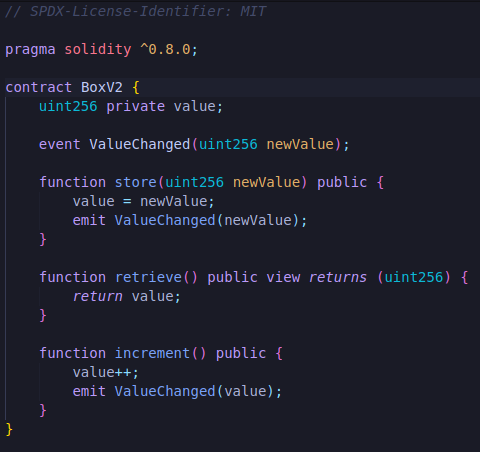 // SPDX-License-Identifier: MIT
pragma solidity ^0.8.0;
contract BoxV2 {
    uint256 private value;
    event ValueChanged(uint256 newValue);
    function store(uint256 newValue) public {
        value = newValue;
        emit ValueChanged(newValue);
    }
    function retrieve() public view returns (uint256) {
        return value;
    }
    function increment() public {
        value++;
        emit ValueChanged(value);
    }
}